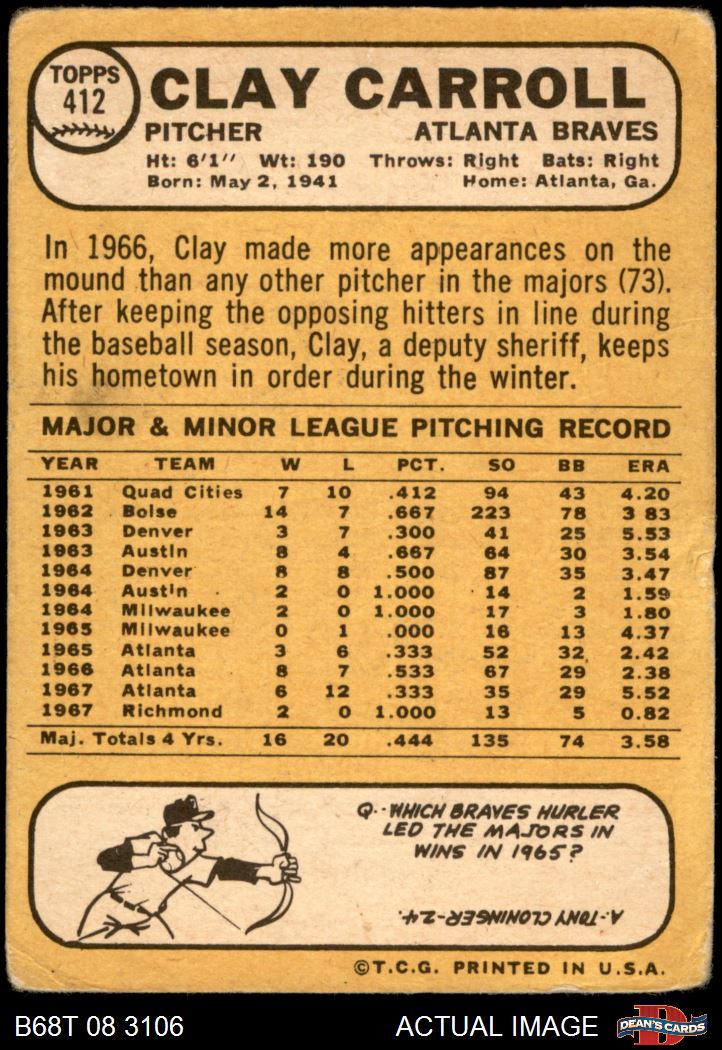 TOPPS
412
CLAY CARROLL
PITCHER ATLANTA BRAVES
Ht: 6'1'' Wt: 190 Throws: Right Bats: Right
Born: May 2, 1941 Home: Atlanta, Ga.
In 1966, Clay made more appearances on the
mound than any other pitcher in the majors (73).
After keeping the opposing hitters in line during
the baseball season, Clay, a deputy sheriff, keeps
his hometown in order during the winter.
MAJOR & MINOR LEAGUE PITCHING RECORD
YEAR TEAM W L PCT. SO BB ERA
1961 Quad Cities 7 10 .412 94 43 4.20
1962 Boise 14 7 .667 223 78 3 83
1963 Denver 3 7 .300 41 25 5.53
1963 Austin 8 4 .667 64 30 3.54
1964 Denver 8 8 .500 87 35 3.47
1964 Austin 2 0 1.000 14 2 1.59
1964 Milwaukee 2 0 1.000 17 3 1.80
1965 Milwaukee 0 1 .000 16 13 4.37
1965 Atlanta 3 6 .333 52 32 2.42
1966 Atlanta 8 7 .533 67 29 2.38
1967 Atlanta 6 12 .333 35 29 5.52
1967 Richmond 2 0 1.000 13 5 0.82
Maj. Totals 4 Yrs. 16 20 .444 135 74 3.58
Q--WHICH BRAVES HURLER
LED THE MAJORS IN
WINS IN 1965?
A-TONY CLONINGER-24.
©T.C.G. PRINTED IN U.S.A.
B68T 08 3106 ACTUAL IMAGE D DEAN'S CARDS